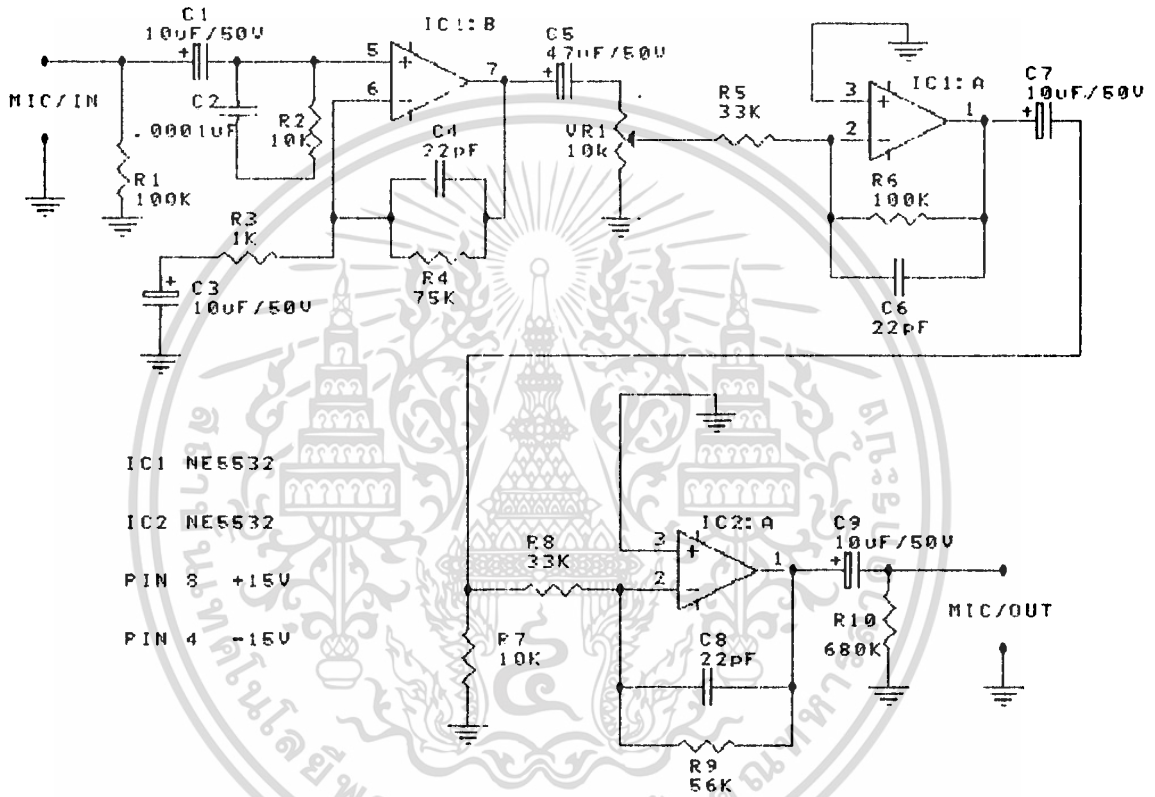 C1
10uF/50V
IC1:B
C5
47uF/50V
5
+
6
-
7
MIC/IN
C2
.0001uF
R2
10K
R1
100K
C4
22pF
VR1
10k
R5
33K
3
+
2
-
IC1:A
1
C7
10uF/50V
R6
100K
C6
22pF
R3
1K
C3
10uF/50V
R4
75K
IC1 NE5532
IC2 NE5532
PIN 8 +15V
PIN 4 -15V
R8
33K
3
+
2
-
IC2:A
1
C9
10uF/50V
R7
10K
C8
22pF
R10
680K
MIC/OUT
R9
56K